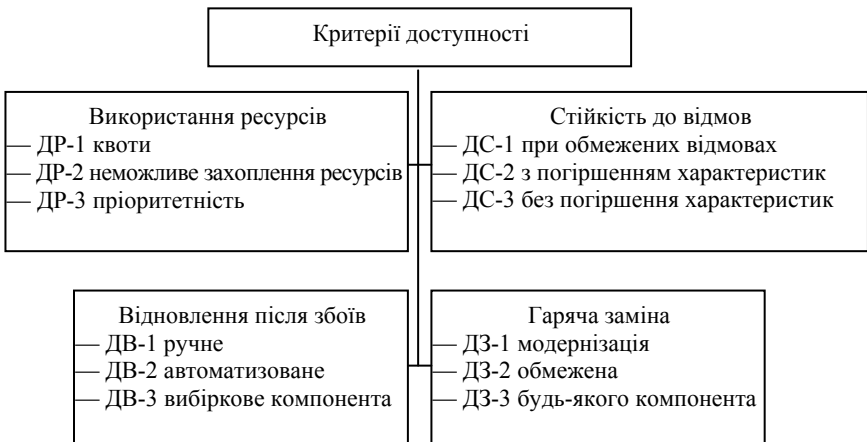 Критерії доступності
Використання ресурсів
ДР-1 квоти
ДР-2 неможливе захоплення ресурсів
ДР-3 пріоритетність
Стійкість до відмов
ДС-1 при обмежених відмовах
ДС-2 з погіршенням характеристик
ДС-3 без погіршення характеристик
Відновлення після збоїв
ДВ-1 ручне
ДВ-2 автоматизоване
ДВ-3 вибіркове компонента
Гаряча заміна
ДЗ-1 модернізація
ДЗ-2 обмежена
ДЗ-3 будь-якого компонента